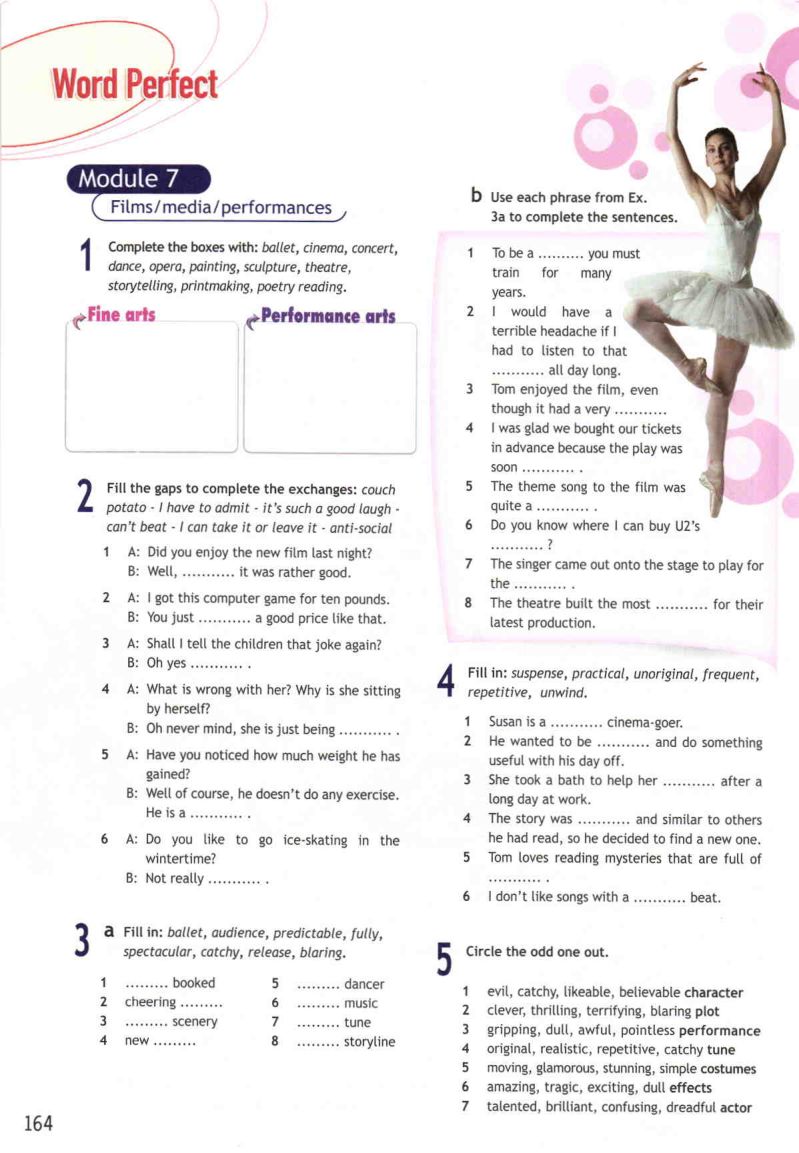 Word Perfect
Module 7
Films/media/performances
1 Complete the boxes with: ballet, cinema, concert,
dance, opera, painting, sculpture, theatre,
storytelling, printmaking, poetry reading.
Fine arts
Performance arts
2 Fill the gaps to complete the exchanges: couch
potato - I have to admit - it's such a good laugh -
can't beat - I can take it or leave it - anti-social
1 A: Did you enjoy the new film last night?
B: Well, ........... it was rather good.
2 A: I got this computer game for ten pounds.
B: You just ........... a good price like that.
3 A: Shall I tell the children that joke again?
B: Oh yes ........... .
4 A: What is wrong with her? Why is she sitting
by herself?
B: Oh never mind, she is just being ........... .
5 A: Have you noticed how much weight he has
gained?
B: Well of course, he doesn't do any exercise.
He is a ........... .
6 A: Do you like to go ice-skating in the
wintertime?
B: Not really ........... .
3 a Fill in: ballet, audience, predictable, fully,
spectacular, catchy, release, blaring.
1 ......... booked
2 cheering .........
3 ......... scenery
4 new .........
5 ......... dancer
6 ......... music
7 ......... tune
8 ......... storyline
b Use each phrase from Ex.
3a to complete the sentences.
1 To be a .......... you must
train for many
years.
2 I would have a
terrible headache if I
had to listen to that
........... all day long.
3 Tom enjoyed the film, even
though it had a very ...........
4 I was glad we bought our tickets
in advance because the play was
soon ........... .
5 The theme song to the film was
quite a ........... .
6 Do you know where I can buy U2's
........... ?
7 The singer came out onto the stage to play for
the ........... .
8 The theatre built the most ........... for their
latest production.
4 Fill in: suspense, practical, unoriginal, frequent,
repetitive, unwind.
1 Susan is a ........... cinema-goer.
2 He wanted to be ........... and do something
useful with his day off.
3 She took a bath to help her ........... after a
long day at work.
4 The story was ........... and similar to others
he had read, so he decided to find a new one.
5 Tom loves reading mysteries that are full of
........... .
6 I don't like songs with a ........... beat.
5 Circle the odd one out.
1 evil, catchy, likeable, believable character
2 clever, thrilling, terrifying, blaring plot
3 gripping, dull, awful, pointless performance
4 original, realistic, repetitive, catchy tune
5 moving, glamorous, stunning, simple costumes
6 amazing, tragic, exciting, dull effects
7 talented, brilliant, confusing, dreadful actor
164